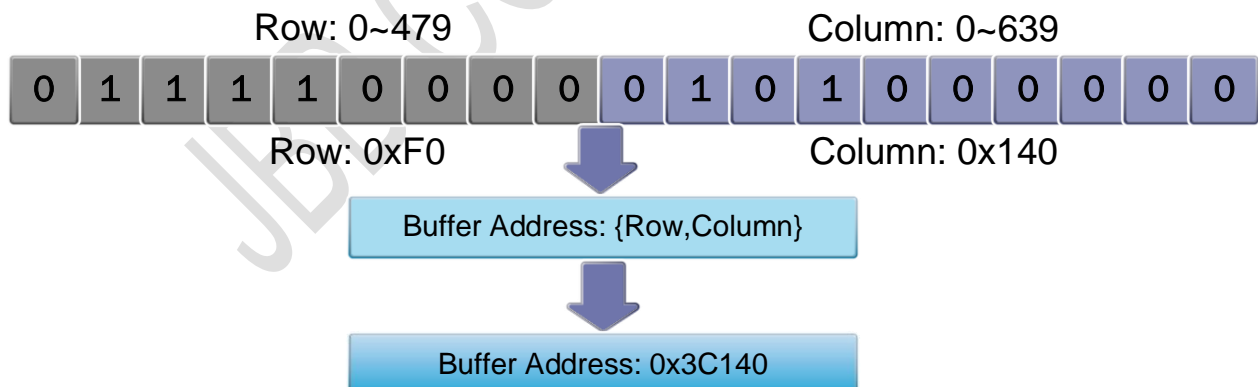 Row: 0~479 Column: 0~639
0 1 1 1 1 0 0 0 0 0 1 0 1 0 0 0 0 0 0
Row: 0xF0 Column: 0x140
Buffer Address: {Row,Column}
Buffer Address: 0x3C140
JBD